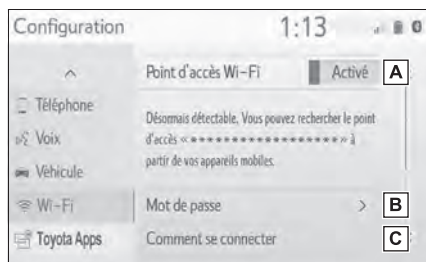 Configuration 1:13
Point d'accès Wi-Fi Activé A
Téléphone
Voix
Véhicule
Wi-Fi
Toyota Apps
Désormais détectable. Vous pouvez rechercher le point
d'accès « ******************** » à
partir de vos appareils mobiles.
Mot de passe > B
Comment se connecter C